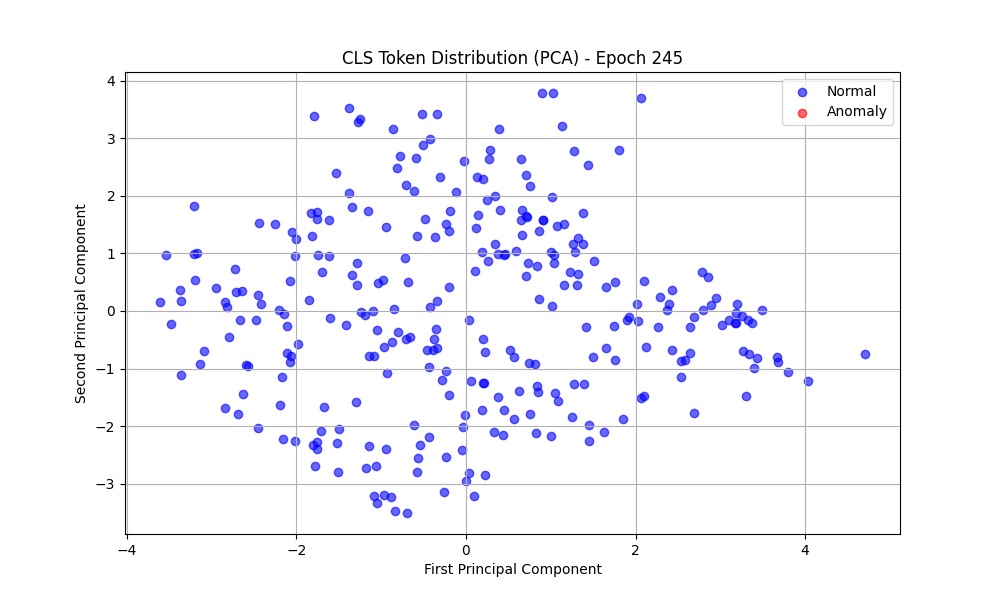 CLS Token Distribution (PCA) - Epoch 245
Normal
Anomaly
Second Principal Component
4
3
2
1
0
−1
−2
−3
−4
−2
0
2
4
First Principal Component